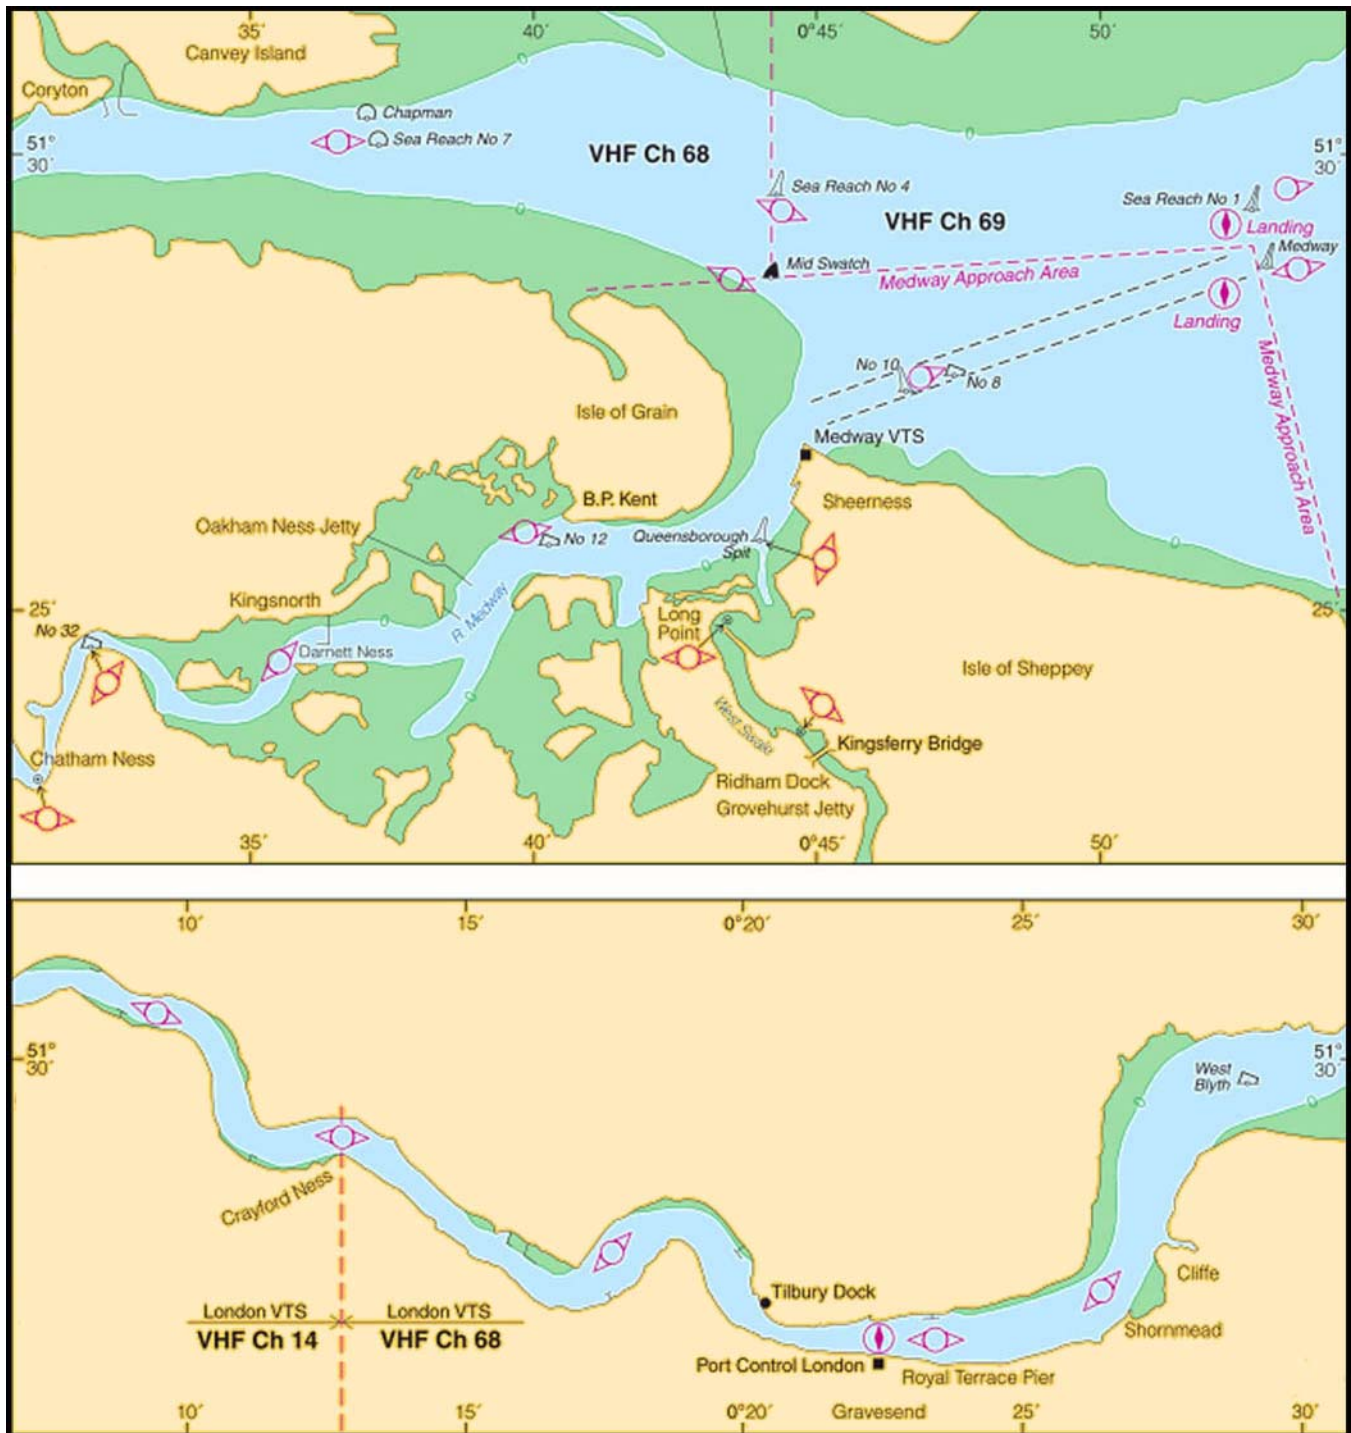 35´
40´
0°45´
50´
Canvey Island
Coryton
Chapman
Sea Reach No 7
51°
30´
VHF Ch 68
51°
30´
Sea Reach No 4
Sea Reach No 1
VHF Ch 69
Landing
Medway
Mid Swatch
Medway Approach Area
Landing
Medway Approach Area
No 10
No 8
Isle of Grain
Medway VTS
B.P. Kent
Sheerness
Oakham Ness Jetty
No 12
Queensborough
Spit
Kingsnorth
25´
25´
R. Medway
Long
Point
No 32
Darnett Ness
Isle of Sheppey
West Swale
Kingsferry Bridge
Chatham Ness
Ridham Dock
Grovehurst Jetty
35´
40´
0°45´
50´
10´
15´
0°20´
25´
30´
51°
30´
51°
30´
West
Blyth
Crayford Ness
Cliffe
Tilbury Dock
London VTS
London VTS
VHF Ch 14
VHF Ch 68
Shornmead
Port Control London
Royal Terrace Pier
10´
15´
0°20´
Gravesend
25´
30´